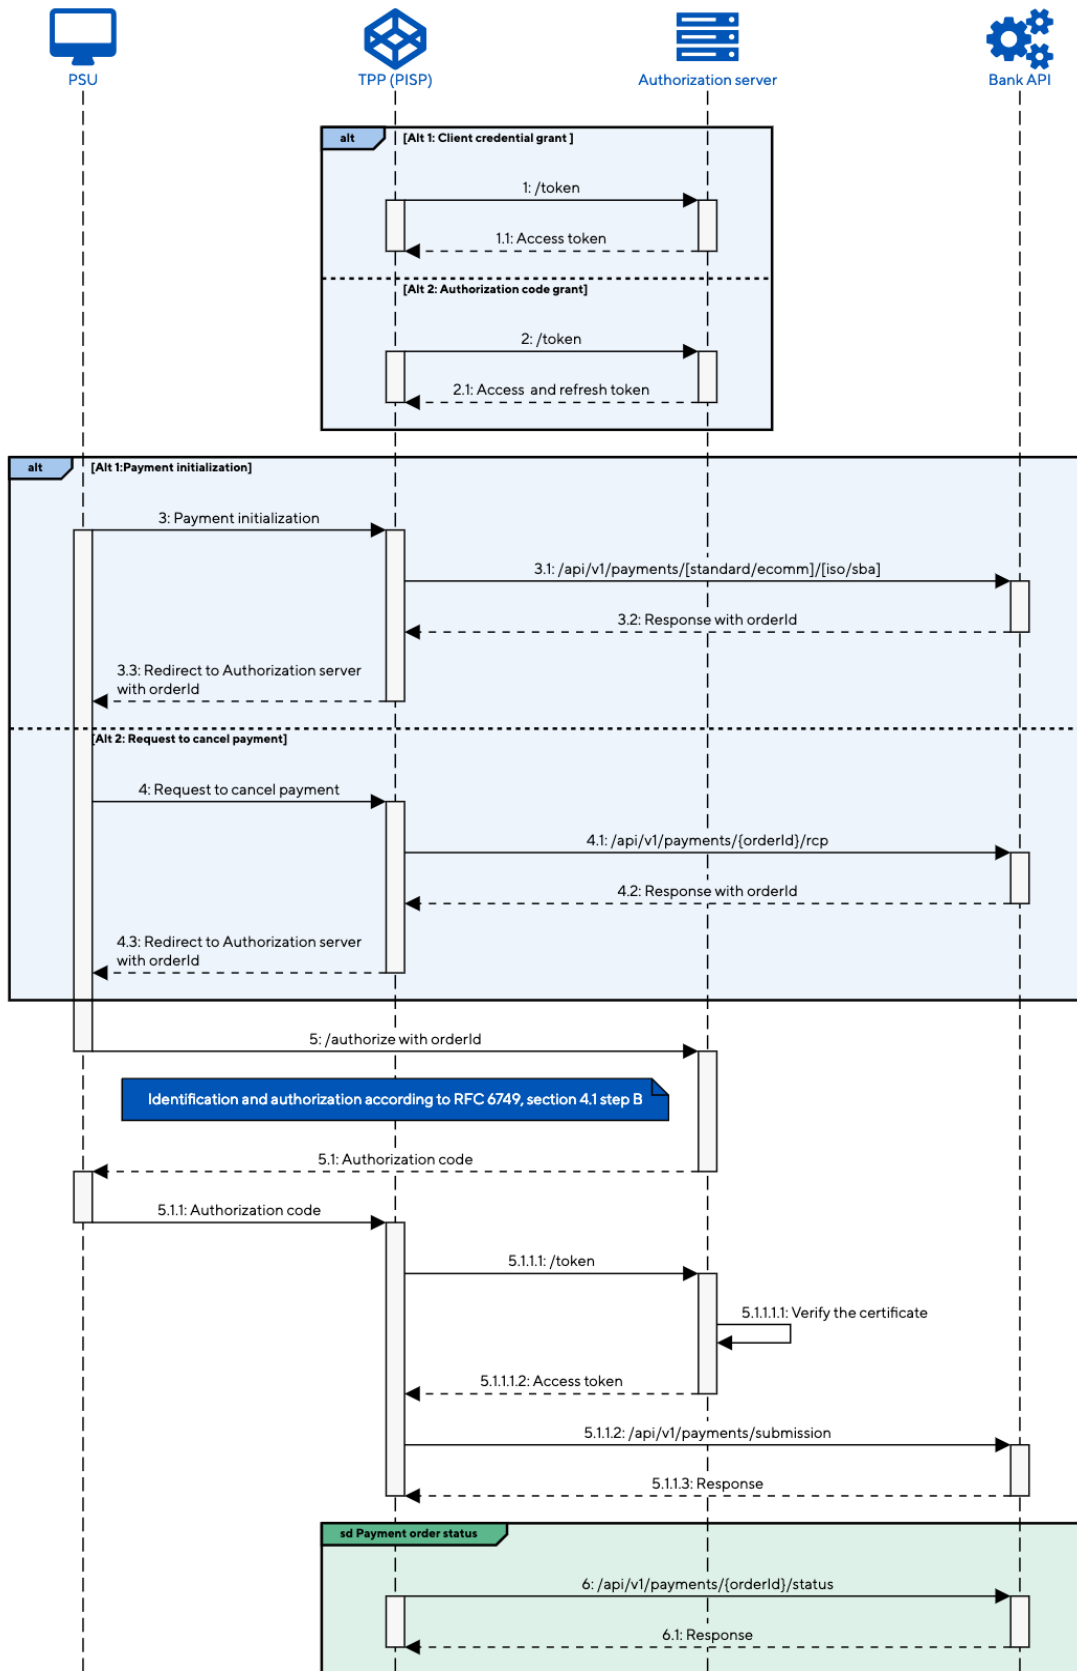 PSU
TPP (PISP)
Authorization server
Bank API
alt
[Alt 1: Client credential grant ]
1: /token
1.1: Access token
[Alt 2: Authorization code grant]
2: /token
2.1: Access and refresh token
alt
[Alt 1:Payment initialization]
3: Payment initialization
3.1: /api/v1/payments/[standard/ecomm]/[iso/sba]
3.2: Response with orderId
3.3: Redirect to Authorization server
with orderId
[Alt 2: Request to cancel payment]
4: Request to cancel payment
4.1: /api/v1/payments/{orderId}/rcp
4.2: Response with orderId
4.3: Redirect to Authorization server
with orderId
5: /authorize with orderId
Identification and authorization according to RFC 6749, section 4.1 step B
5.1: Authorization code
5.1.1: Authorization code
5.1.1.1: /token
5.1.1.1.1: Verify the certificate
5.1.1.1.2: Access token
5.1.1.2: /api/v1/payments/submission
5.1.1.3: Response
sd Payment order status
6: /api/v1/payments/{orderId}/status
6.1: Response